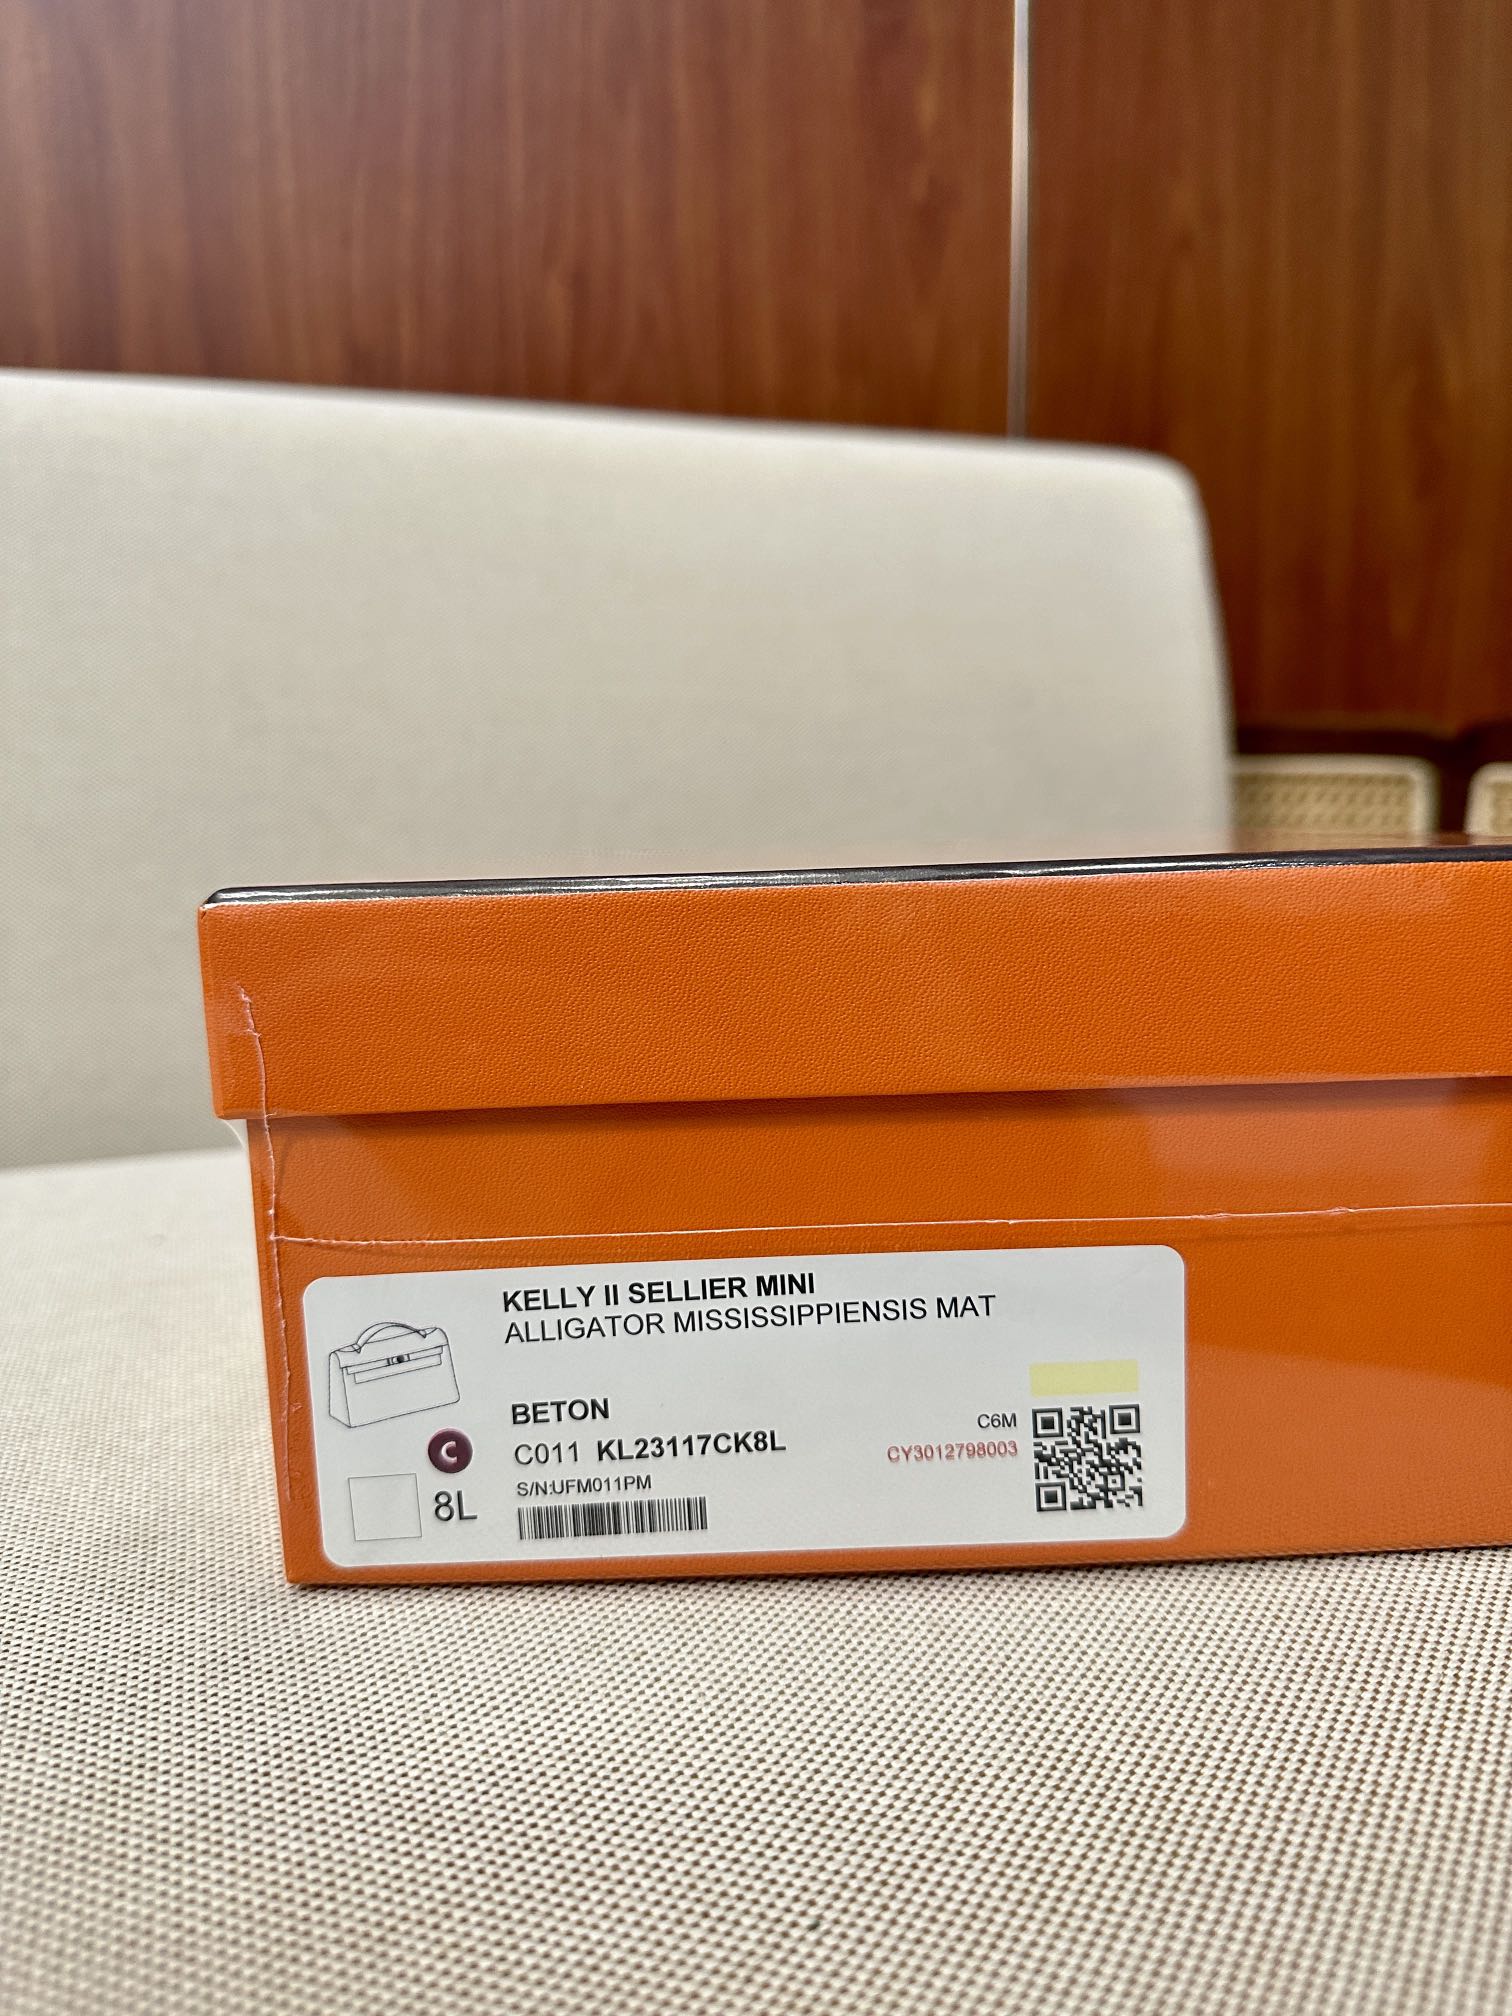 KELLY II SELLIER MINI
ALLIGATOR MISSISSIPPIENSIS MAT
BETON
C
C011 KL23117CK8L
C6M
CY3012798003
S/N:UFM011PM
8L